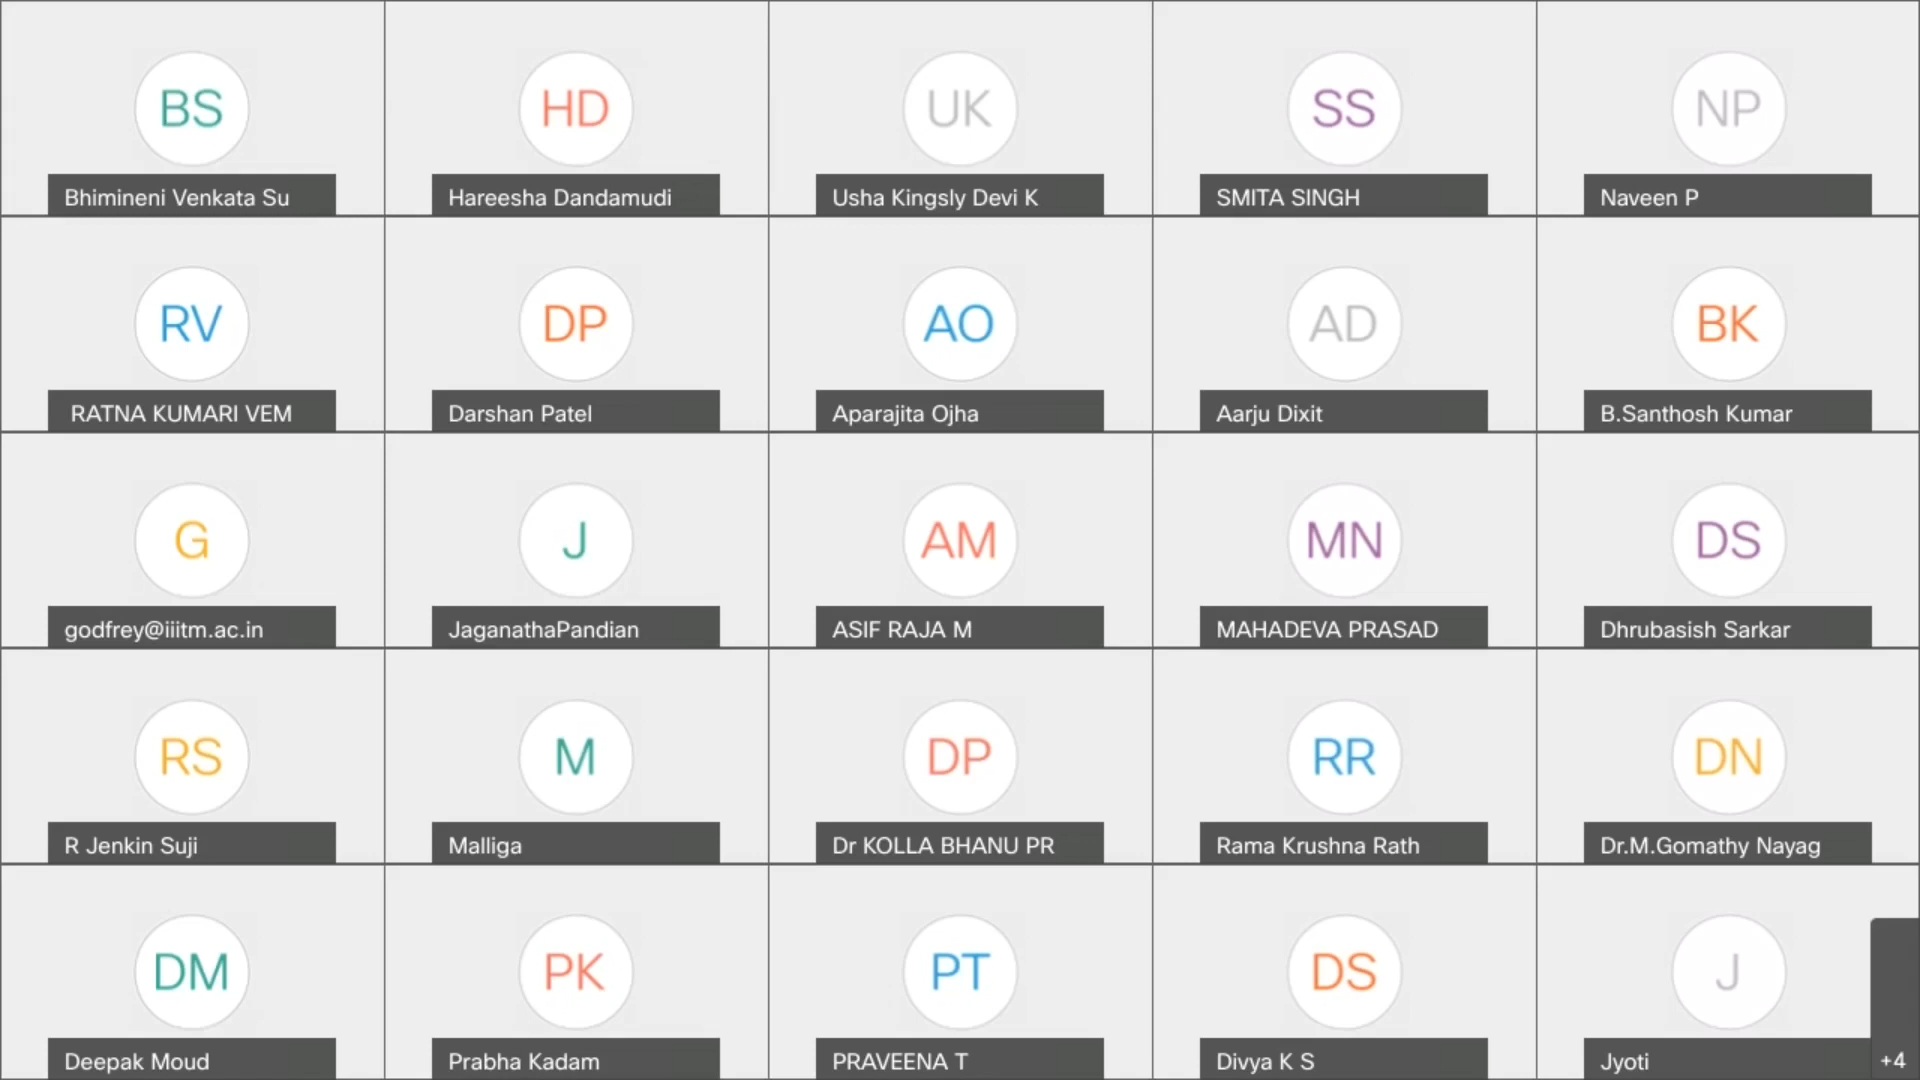 BS
Bhimineni Venkata Su
HD
Hareesha Dandamudi
UK
Usha Kingsly Devi K
SS
SMITA SINGH
NP
Naveen P
RV
RATNA KUMARI VEM
DP
Darshan Patel
AO
Aparajita Ojha
AD
Aarju Dixit
BK
B.Santhosh Kumar
G
godfrey@iiitm.ac.in
J
JaganathaPandian
AM
ASIF RAJA M
MN
MAHADEVA PRASAD
DS
Dhrubasish Sarkar
RS
R Jenkin Suji
M
Malliga
DP
Dr KOLLA BHANU PR
RR
Rama Krushna Rath
DN
Dr.M.Gomathy Nayag
DM
Deepak Moud
PK
Prabha Kadam
PT
PRAVEENA T
DS
Divya K S
J
Jyoti
+4